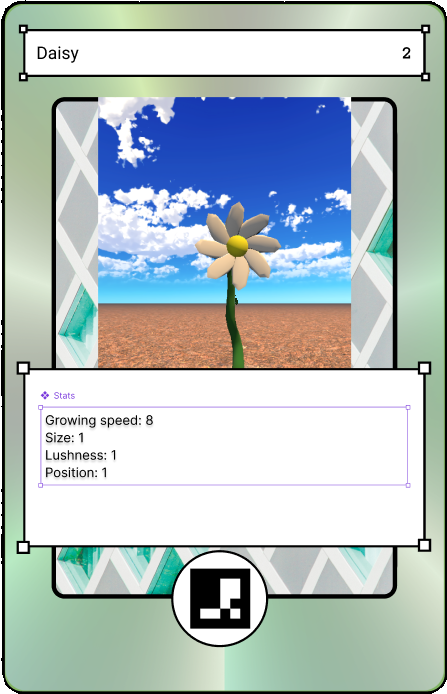 Daisy 2
Stats
Growing speed: 8
Size: 1
Lushness: 1
Position: 1